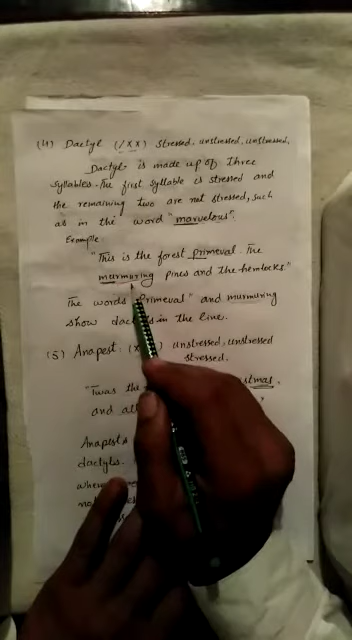 (4) Dactyl (/XX) Stressed, unstressed, unstressed,
Dactyl is made up of three
Syllables. The first syllable is stressed and
the remaining two are not stressed, such
as in the word "marvelous".
Example:
"This is the forest primeval. The
murmuring pines and the hemlocks."
The words "Primeval" and murmuring
show in the line.
(5) Anapest: unstressed, unstressed
stressed.
"Twas the
and
Anapest
dactyls.
where